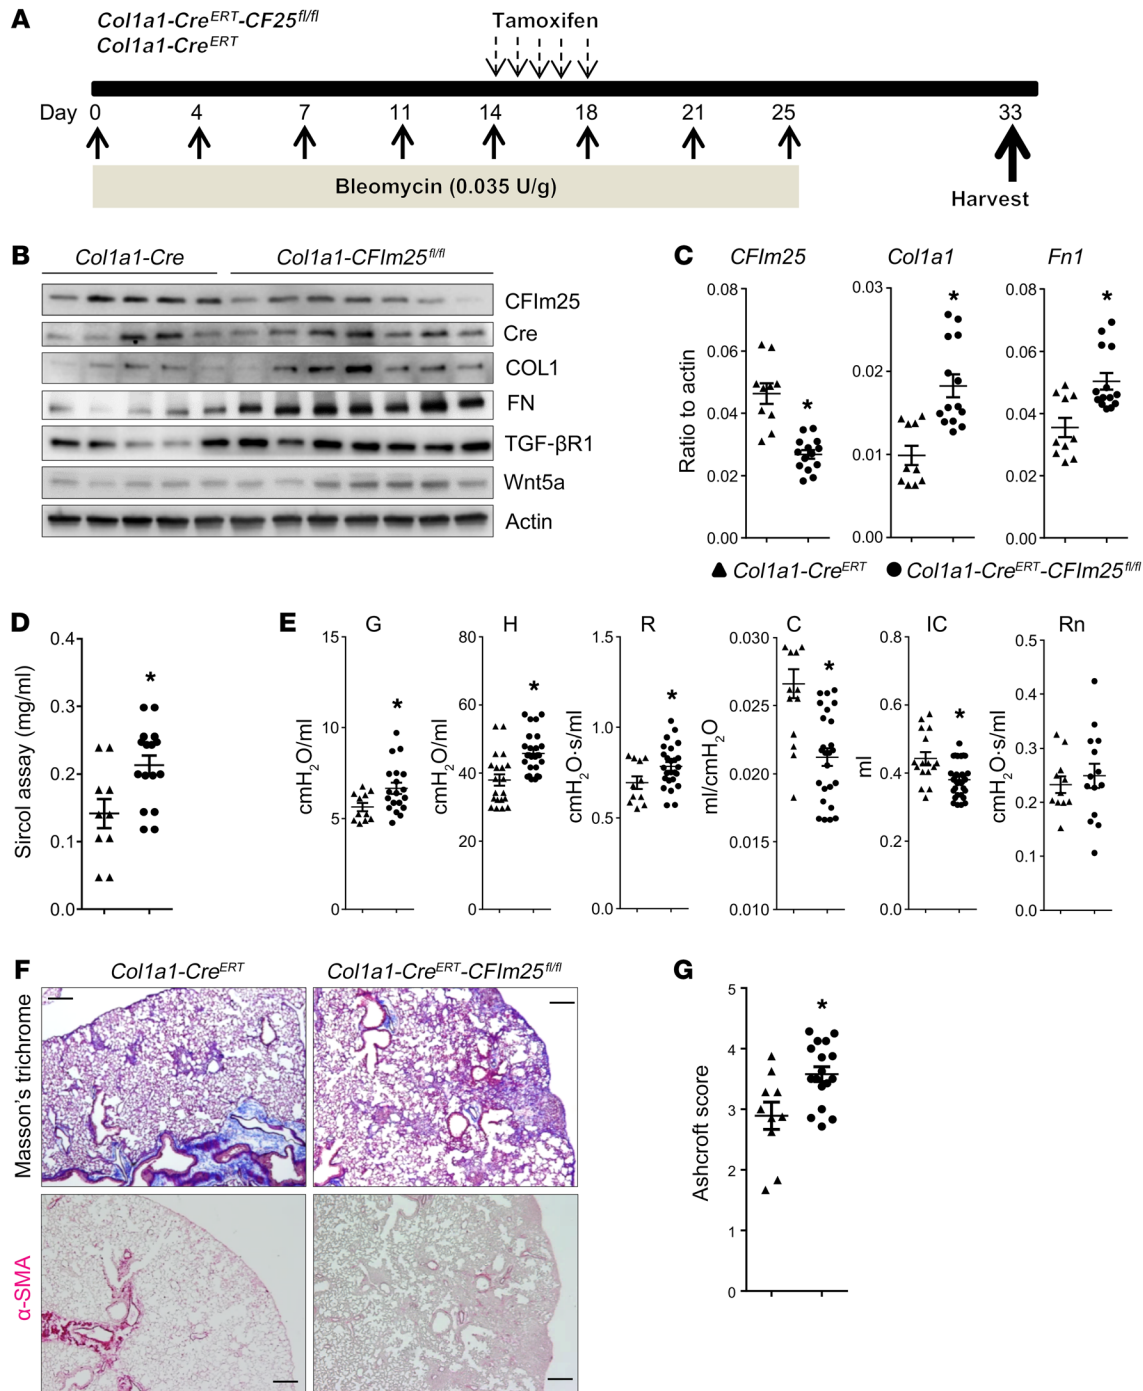 A
Col1a1-CreERT-CF25fl/fl
Col1a1-CreERT
Tamoxifen
Day 0 4 7 11 14 18 21 25 33
Bleomycin (0.035 U/g)
Harvest
B
Col1a1-Cre Col1a1-CFIm25fl/fl
CFIm25
Cre
COL1
FN
TGF-βR1
Wnt5a
Actin
C
CFIm25 Col1a1 Fn1
Ratio to actin
0.08
0.06
0.04
0.02
0.00
*
0.03
0.02
0.01
0.00
*
0.08
0.06
0.04
0.02
0.00
*
▲ Col1a1-CreERT ● Col1a1-CreERT-CFIm25fl/fl
D
Sircol assay (mg/ml)
0.4
0.3
0.2
0.1
0.0
*
E
G
cmH2O/ml
15
10
5
0
*
H
cmH2O/ml
80
60
40
20
0
*
R
cmH2O·s/ml
1.5
1.0
0.5
0.0
*
C
ml/cmH2O
0.030
0.025
0.020
0.015
0.010
*
IC
ml
0.8
0.6
0.4
0.2
0.0
*
Rn
cmH2O·s/ml
0.5
0.4
0.3
0.2
0.1
0.0
F
Col1a1-CreERT Col1a1-CreERT-CFIm25fl/fl
Masson's trichrome
α-SMA
G
Ashcroft score
5
4
3
2
1
0
*